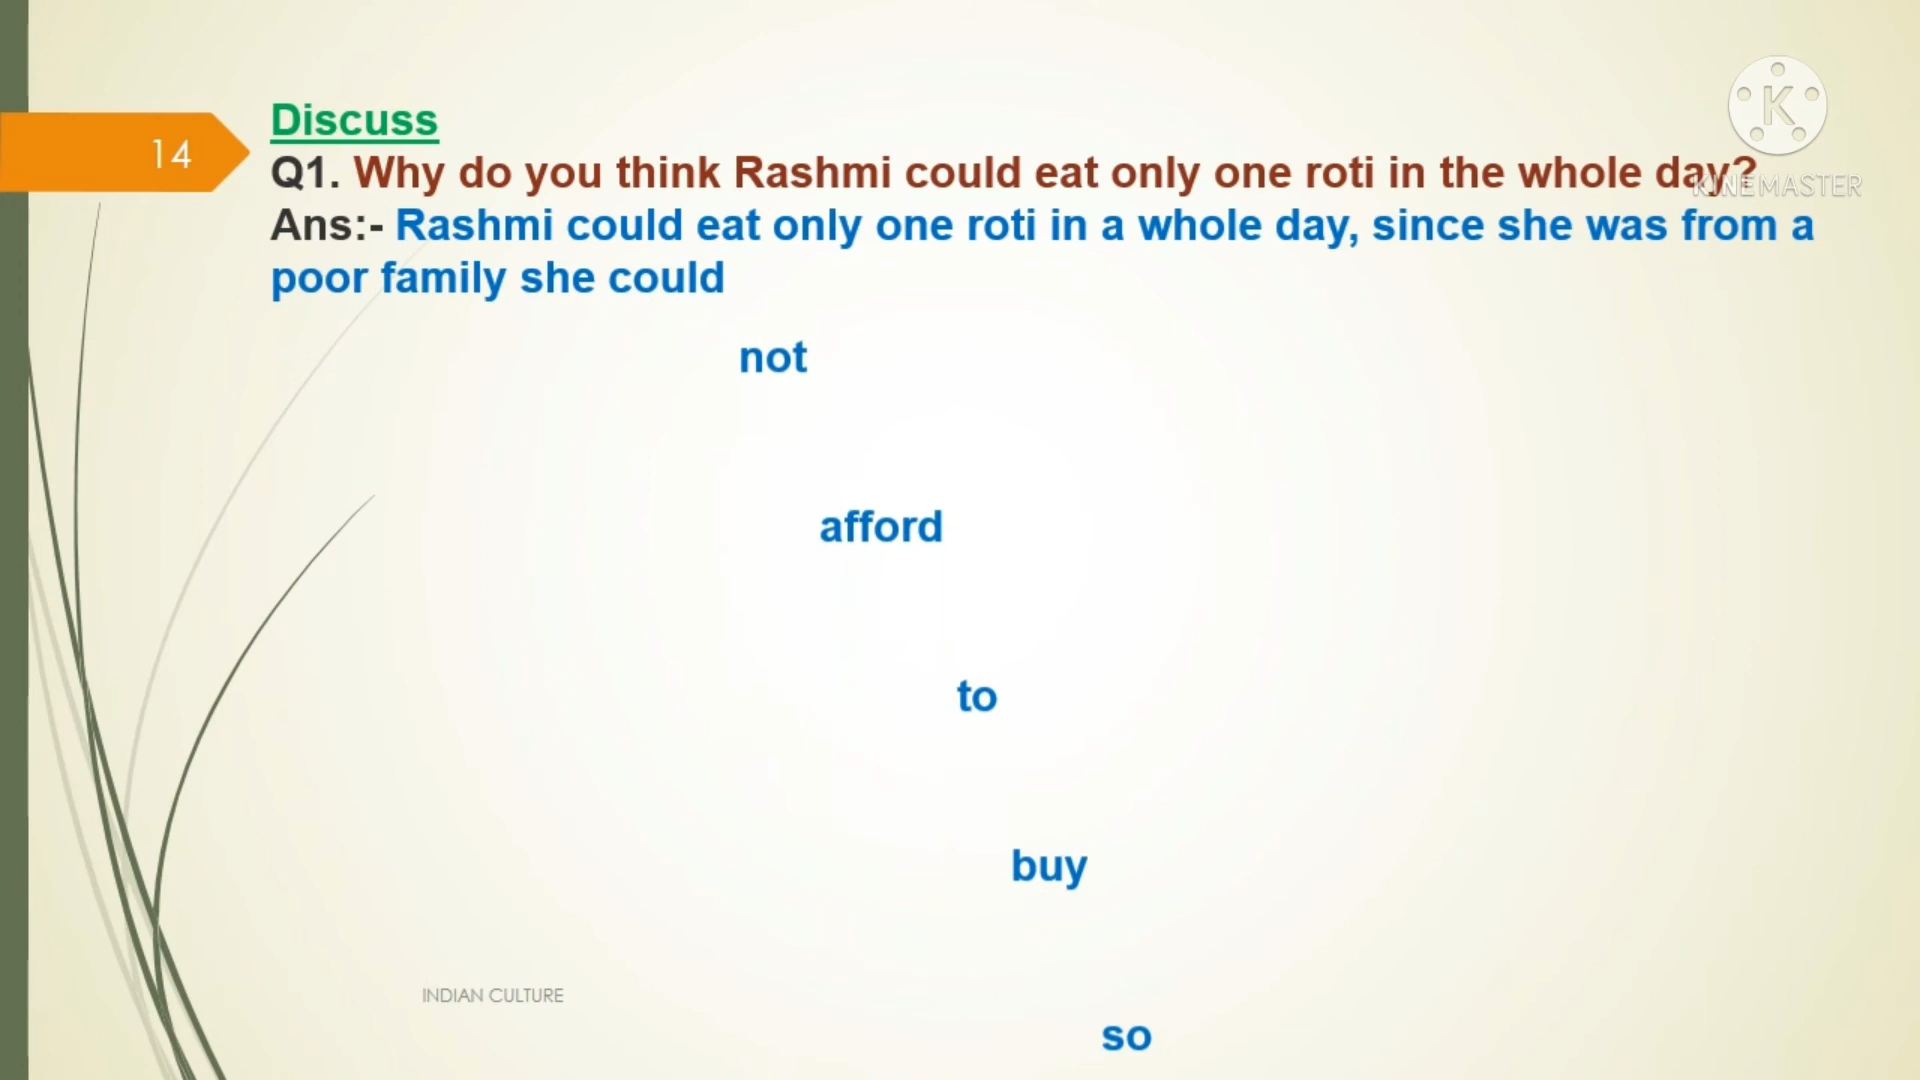 14
Discuss
K
KINEMASTER
Q1. Why do you think Rashmi could eat only one roti in the whole day?
Ans:- Rashmi could eat only one roti in a whole day, since she was from a
poor family she could
not
afford
to
buy
INDIAN CULTURE
so